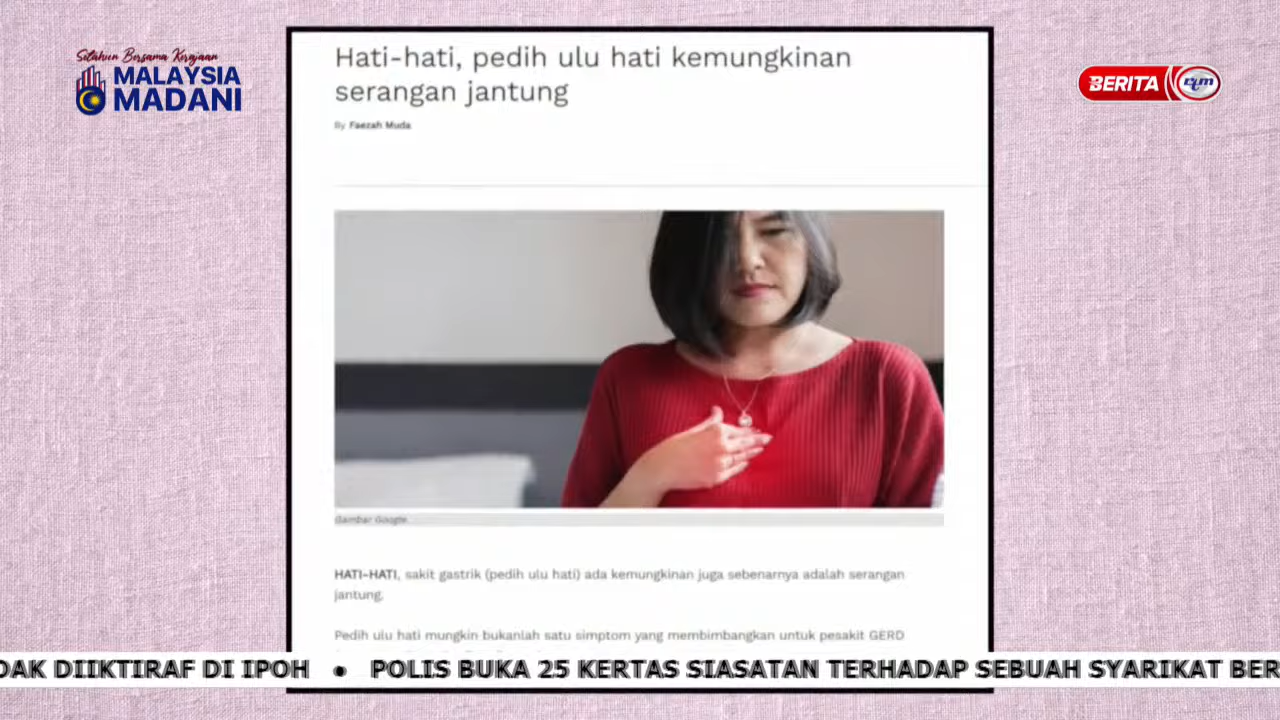 Setahun Bersama Kerajaan
MALAYSIA
MADANI
BERITA rtm
Hati-hati, pedih ulu hati kemungkinan
serangan jantung
By Faezah Muda
Gambar Google.
HATI-HATI, sakit gastrik (pedih ulu hati) ada kemungkinan juga sebenarnya adalah serangan
jantung.
Pedih ulu hati mungkin bukanlah satu simptom yang membimbangkan untuk pesakit GERD
DAK DIIKTIRAF DI IPOH • POLIS BUKA 25 KERTAS SIASATAN TERHADAP SEBUAH SYARIKAT BER